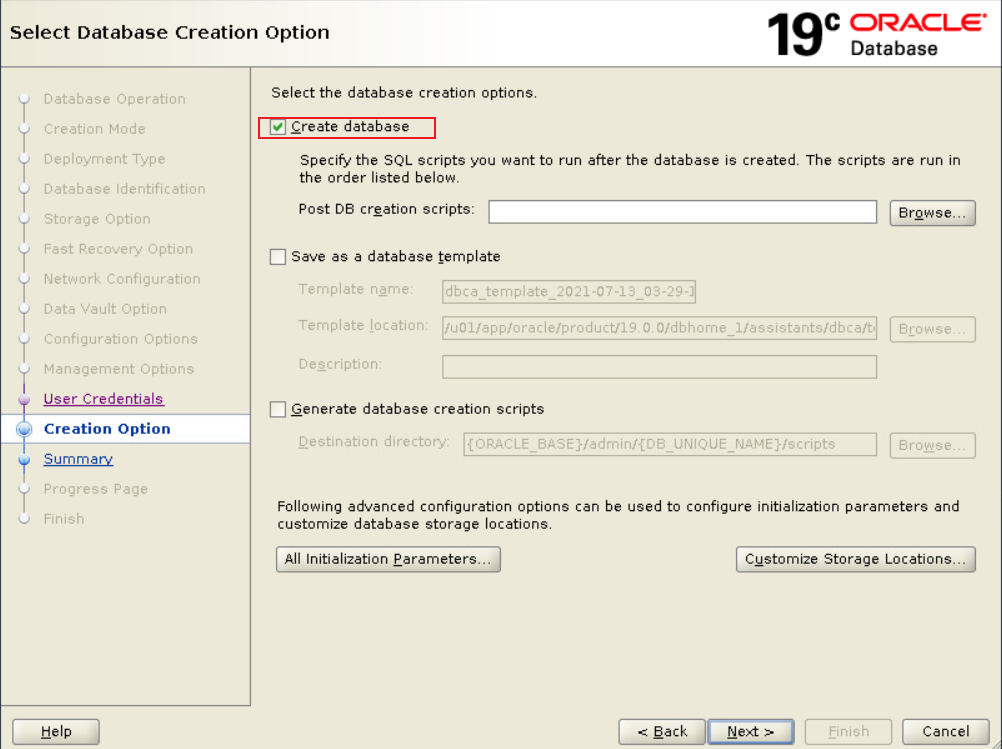 Select Database Creation Option
19c ORACLE
Database
Database Operation
Creation Mode
Deployment Type
Database Identification
Storage Option
Fast Recovery Option
Network Configuration
Data Vault Option
Configuration Options
Management Options
User Credentials
Creation Option
Summary
Progress Page
Finish
Select the database creation options.
Create database
Specify the SQL scripts you want to run after the database is created. The scripts are run in
the order listed below.
Post DB creation scripts:
Browse...
Save as a database template
Template name: dbca_template_2021-07-13_03-29-1
Template location: /u01/app/oracle/product/19.0.0/dbhome_1/assistants/dbca/te Browse...
Description:
Generate database creation scripts
Destination directory: {ORACLE_BASE}/admin/{DB_UNIQUE_NAME}/scripts Browse...
Following advanced configuration options can be used to configure initialization parameters and
customize database storage locations.
All Initialization Parameters... Customize Storage Locations...
Help < Back Next > Finish Cancel